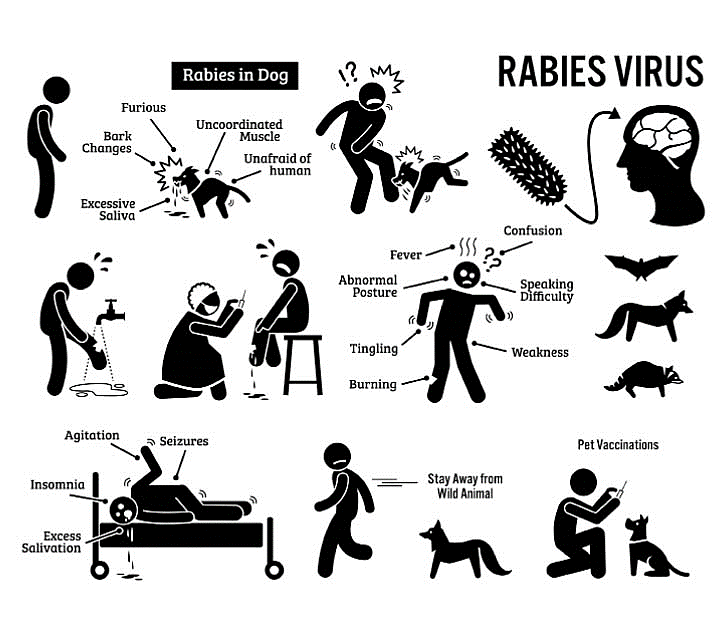 Rabies in Dog
RABIES VIRUS
Furious
Bark
Changes
Uncoordinated
Muscle
Unafraid of
human
Excessive
Saliva
!?
Confusion
??
Fever
Abnormal
Posture
Speaking
Difficulty
Tingling
Weakness
Burning
Agitation
Seizures
Insomnia
Excess
Salivation
Stay Away from
Wild Animal
Pet Vaccinations